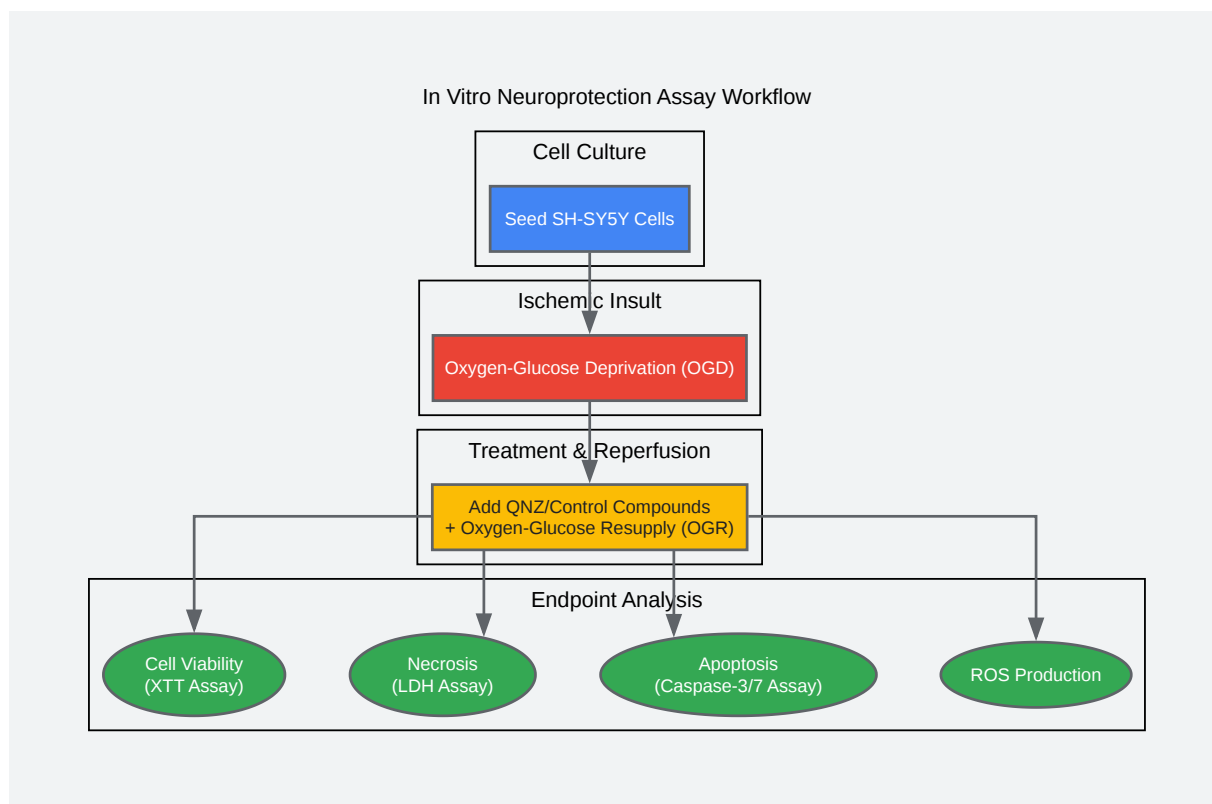 In Vitro Neuroprotection Assay Workflow
Cell Culture
Seed SH-SY5Y Cells
Ischemic Insult
Oxygen-Glucose Deprivation (OGD)
Treatment & Reperfusion
Add QNZ/Control Compounds
+ Oxygen-Glucose Resupply (OGR)
Endpoint Analysis
Cell Viability
(XTT Assay)
Necrosis
(LDH Assay)
Apoptosis
(Caspase-3/7 Assay)
ROS Production